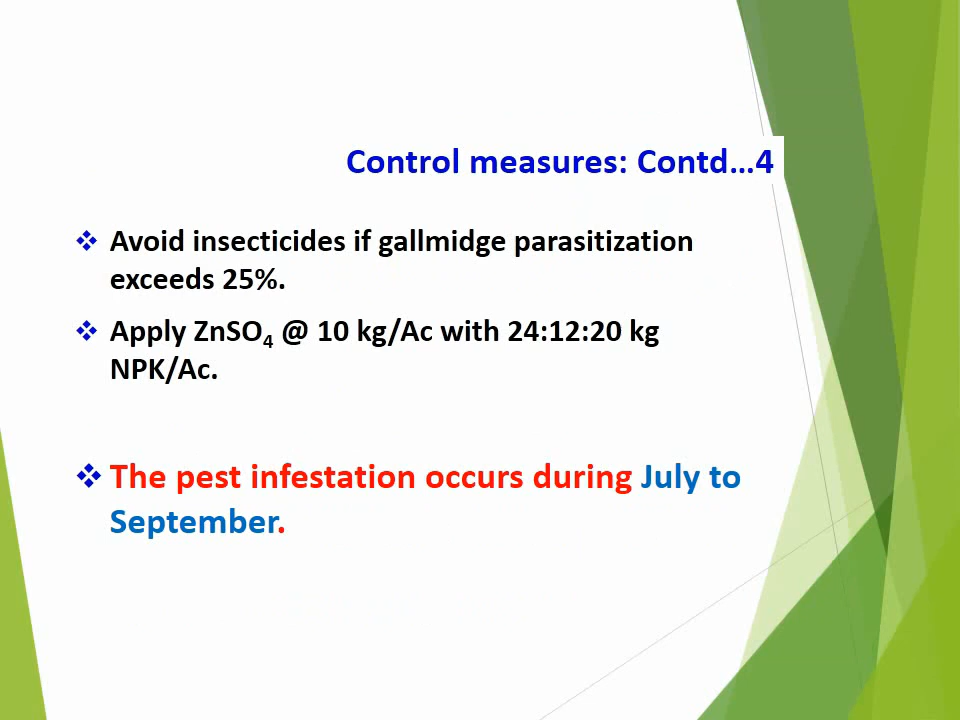 Control measures: Contd…4
❖ Avoid insecticides if gallmidge parasitization
exceeds 25%.
❖ Apply ZnSO₄ @ 10 kg/Ac with 24:12:20 kg
NPK/Ac.
❖ The pest infestation occurs during July to
September.